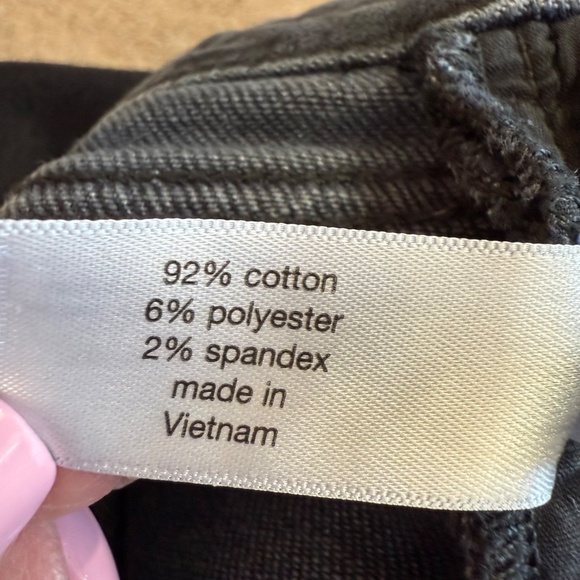 92% cotton
6% polyester
2% spandex
made in
Vietnam